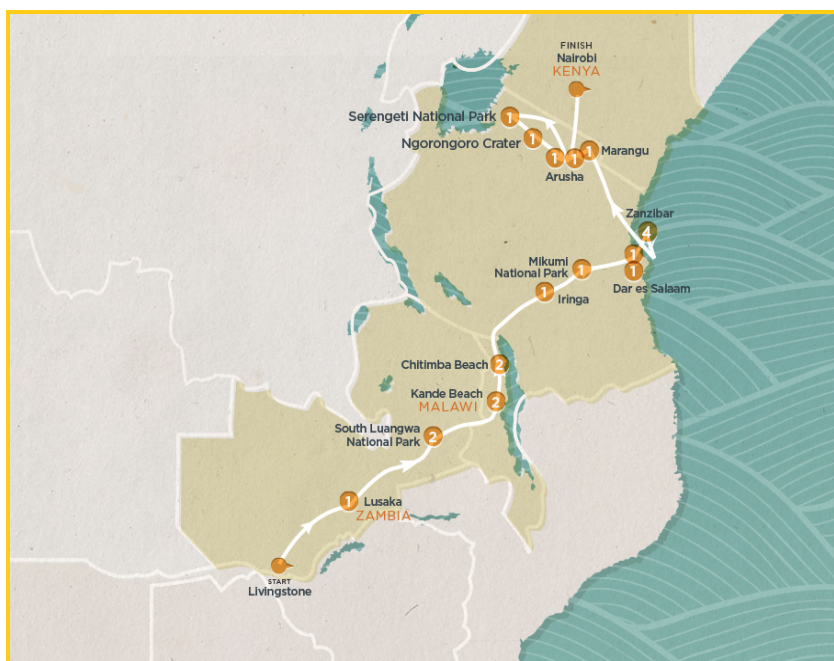 FINISH
Nairobi
KENYA
Serengeti National Park
1
Ngorongoro Crater
1
1
1
1
Marangu
Arusha
Zanzibar
4
1
Mikumi
National Park
1
1
Dar es Salaam
1
Iringa
Chitimba Beach
2
Kande Beach
2
MALAWI
South Luangwa
National Park
2
1
Lusaka
ZAMBIA
START
Livingstone